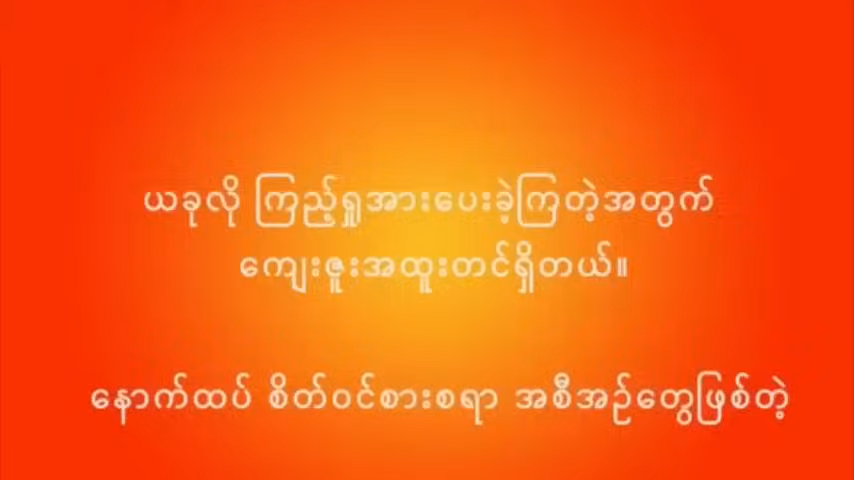 ယခုလို ကြည့်ရှုအားပေးခဲ့ကြတဲ့အတွက်
ကျေးဇူးအထူးတင်ရှိတယ်။
နောက်ထပ် စိတ်ဝင်စားစရာ အစီအဉ်တွေဖြစ်တဲ့